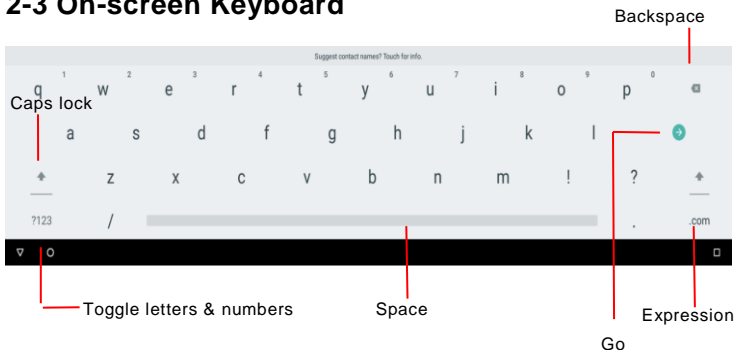 2-3 On-screen Keyboard
Backspace
Suggest contact names? Touch for info.
1 2 3 4 5 6 7 8 9 0
q w e r t y u i o p
Caps lock
a s d f g h j k l
z x c v b n m ! ?
?123 / . .com
Toggle letters & numbers
Space
Expression
Go